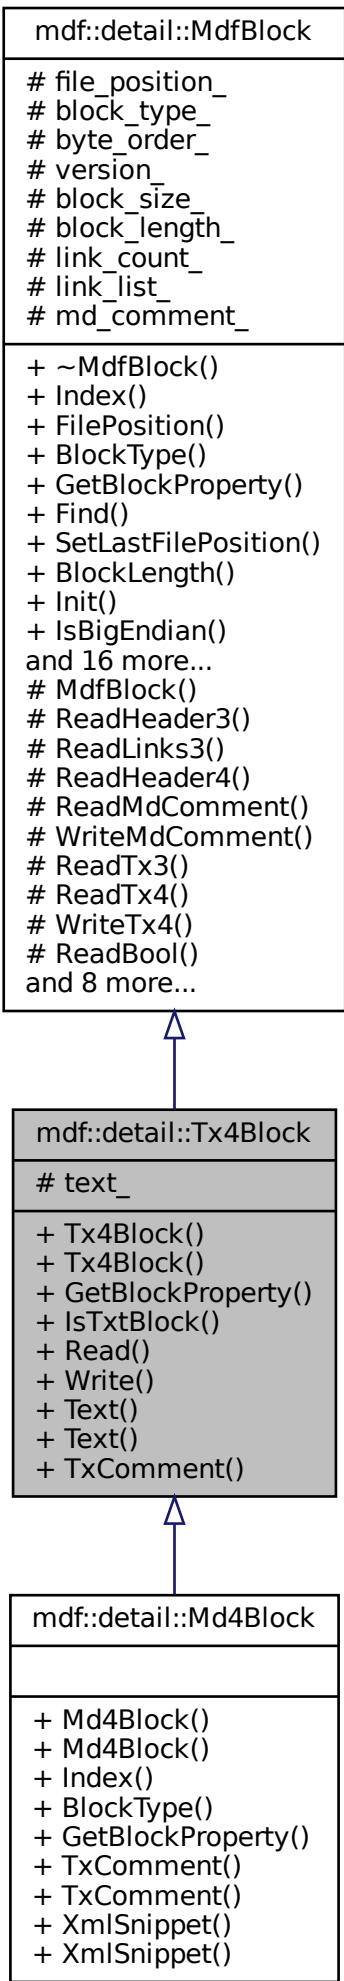 mdf::detail::MdfBlock
# file_position_
# block_type_
# byte_order_
# version_
# block_size_
# block_length_
# link_count_
# link_list_
# md_comment_
+ ~MdfBlock()
+ Index()
+ FilePosition()
+ BlockType()
+ GetBlockProperty()
+ Find()
+ SetLastFilePosition()
+ BlockLength()
+ Init()
+ IsBigEndian()
and 16 more...
# MdfBlock()
# ReadHeader3()
# ReadLinks3()
# ReadHeader4()
# ReadMdComment()
# WriteMdComment()
# ReadTx3()
# ReadTx4()
# WriteTx4()
# ReadBool()
and 8 more...
mdf::detail::Tx4Block
# text_
+ Tx4Block()
+ Tx4Block()
+ GetBlockProperty()
+ IsTxtBlock()
+ Read()
+ Write()
+ Text()
+ Text()
+ TxComment()
mdf::detail::Md4Block
+ Md4Block()
+ Md4Block()
+ Index()
+ BlockType()
+ GetBlockProperty()
+ TxComment()
+ TxComment()
+ XmlSnippet()
+ XmlSnippet()